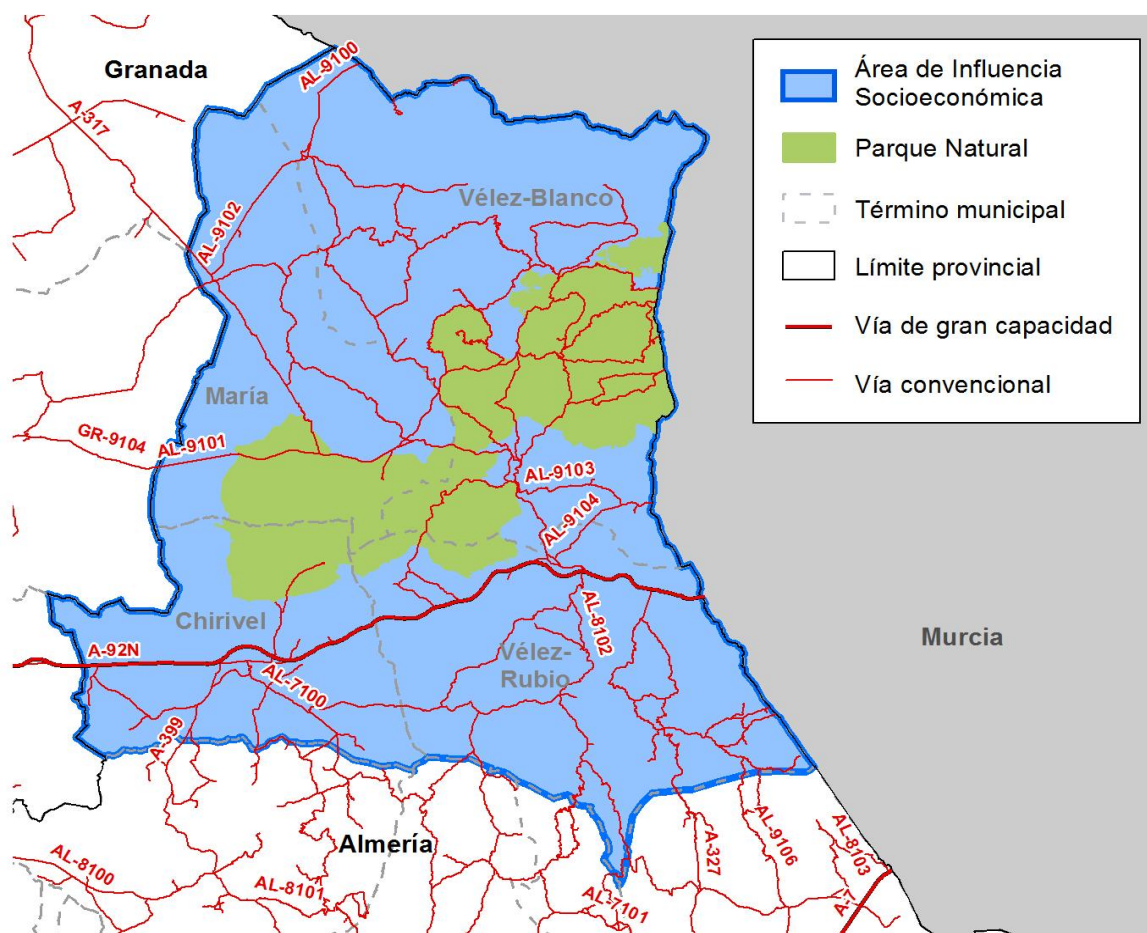 Granada
AL-9100
A-317
Área de Influencia
Socioeconómica
Parque Natural
Término municipal
Límite provincial
Vía de gran capacidad
Vía convencional
Vélez-Blanco
AL-9102
María
GR-9104
AL-9101
AL-9103
AL-9104
Chirivel
A-92N
AL-7100
AL-8102
Vélez-
Rubio
Murcia
A-399
Almería
AL-8100
AL-8101
AL-7101
A-327
AL-9106
AL-8103
A-7